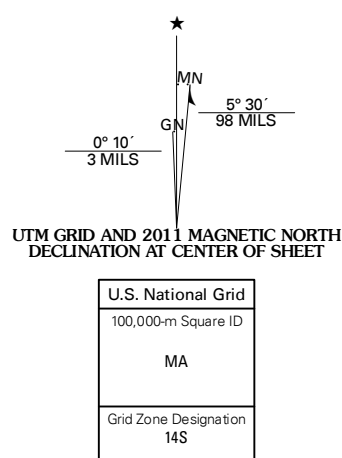 ★
MN
5° 30´
98 MILS
GN
0° 10´
3 MILS
UTM GRID AND 2011 MAGNETIC NORTH
DECLINATION AT CENTER OF SHEET
U.S. National Grid
100,000-m Square ID
MA
Grid Zone Designation
14S